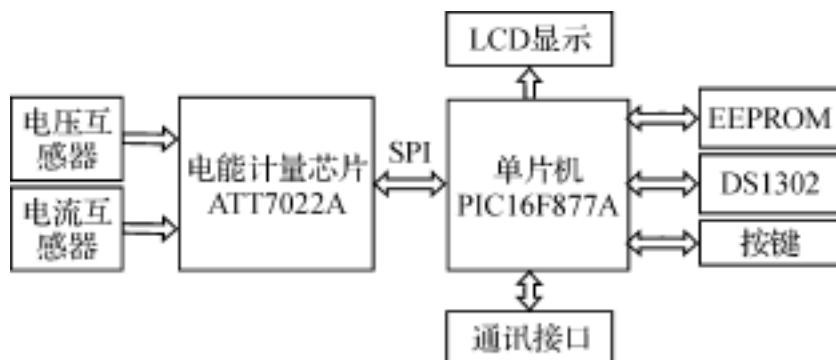 LCD显示
电压互
感器
电流互
感器
电能计量芯片
ATT7022A
SPI
单片机
PIC16F877A
EEPROM
DS1302
按键
通讯接口